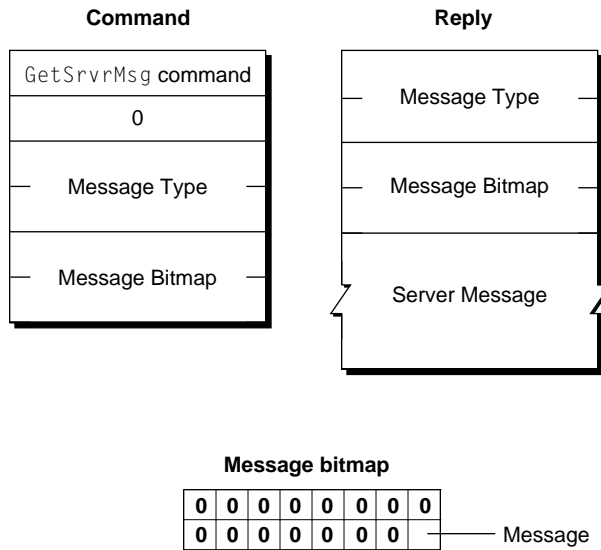 Command
GetSrvrMsg command
0
Message Type
Message Bitmap
Reply
Message Type
Message Bitmap
Server Message
Message bitmap
0 0 0 0 0 0 0 0
0 0 0 0 0 0 0
Message